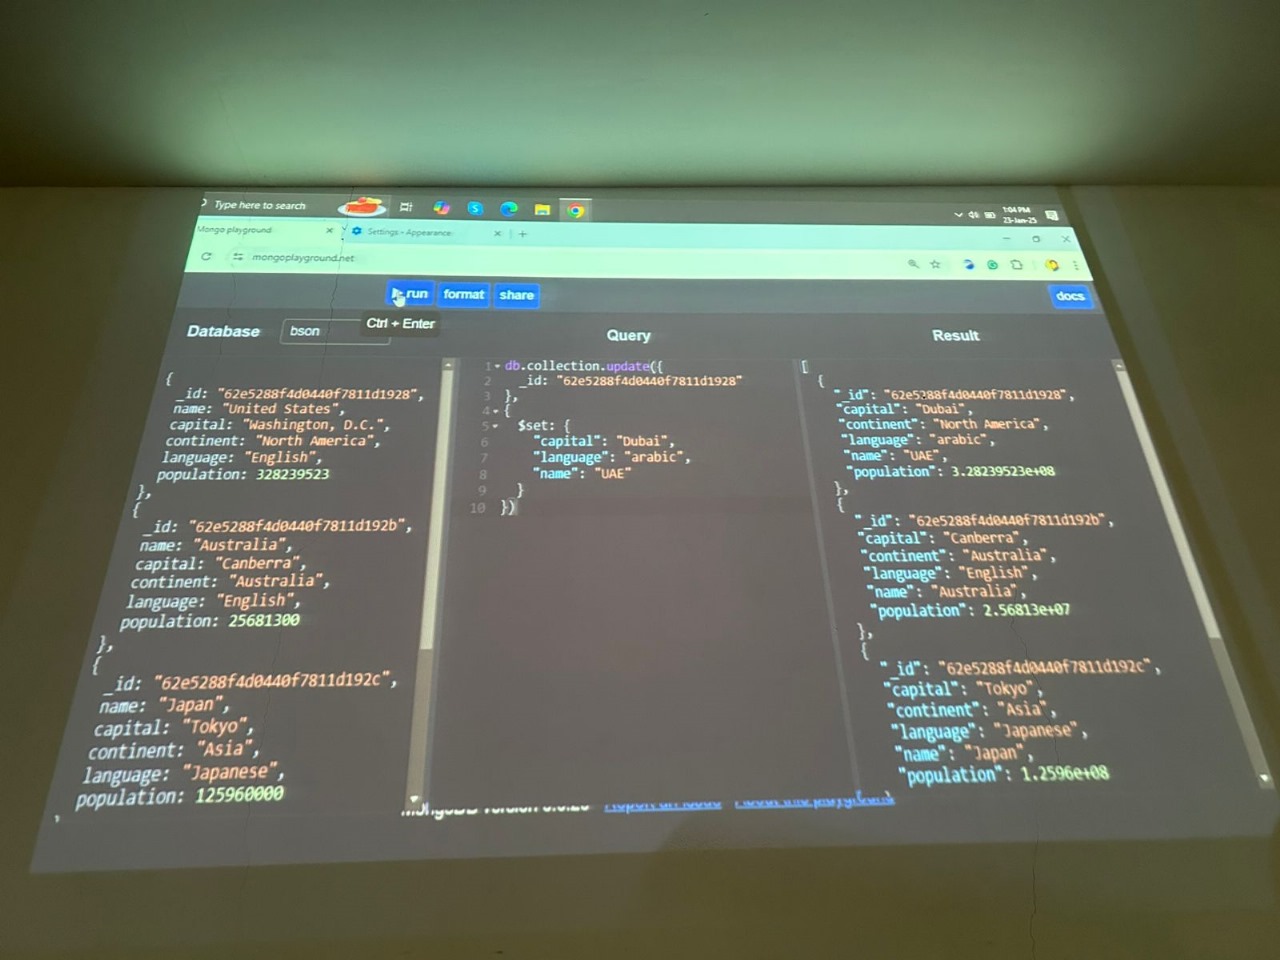 Type here to search
1:04 PM
23-Jan-25
Mongo playground
Settings - Appearance
mongoplayground.net
run format share docs
Ctrl + Enter
Database bson Query Result
{
_id: "62e5288f4d0440f7811d1928",
name: "United States",
capital: "Washington, D.C.",
continent: "North America",
language: "English",
population: 328239523
},
{
_id: "62e5288f4d0440f7811d192b",
name: "Australia",
capital: "Canberra",
continent: "Australia",
language: "English",
population: 25681300
},
{
_id: "62e5288f4d0440f7811d192c",
name: "Japan",
capital: "Tokyo",
continent: "Asia",
language: "Japanese",
population: 125960000
1 db.collection.update({
2 _id: "62e5288f4d0440f7811d1928"
3 },
4 {
5 $set: {
6 "capital": "Dubai",
7 "language": "arabic",
8 "name": "UAE"
9 }
10 })
[
{
"_id": "62e5288f4d0440f7811d1928",
"capital": "Dubai",
"continent": "North America",
"language": "arabic",
"name": "UAE",
"population": 3.28239523e+08
},
{
"_id": "62e5288f4d0440f7811d192b",
"capital": "Canberra",
"continent": "Australia",
"language": "English",
"name": "Australia",
"population": 2.56813e+07
},
{
"_id": "62e5288f4d0440f7811d192c",
"capital": "Tokyo",
"continent": "Asia",
"language": "Japanese",
"name": "Japan",
"population": 1.2596e+08
MongoDB version Report an issue About this playground